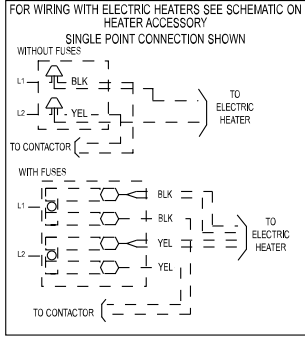 FOR WIRING WITH ELECTRIC HEATERS SEE SCHEMATIC ON
HEATER ACCESSORY
SINGLE POINT CONNECTION SHOWN
WITHOUT FUSES
L1
BLK
L2
YEL
TO
ELECTRIC
HEATER
TO CONTACTOR
WITH FUSES
L1
BLK
BLK
L2
YEL
YEL
TO
ELECTRIC
HEATER
TO CONTACTOR